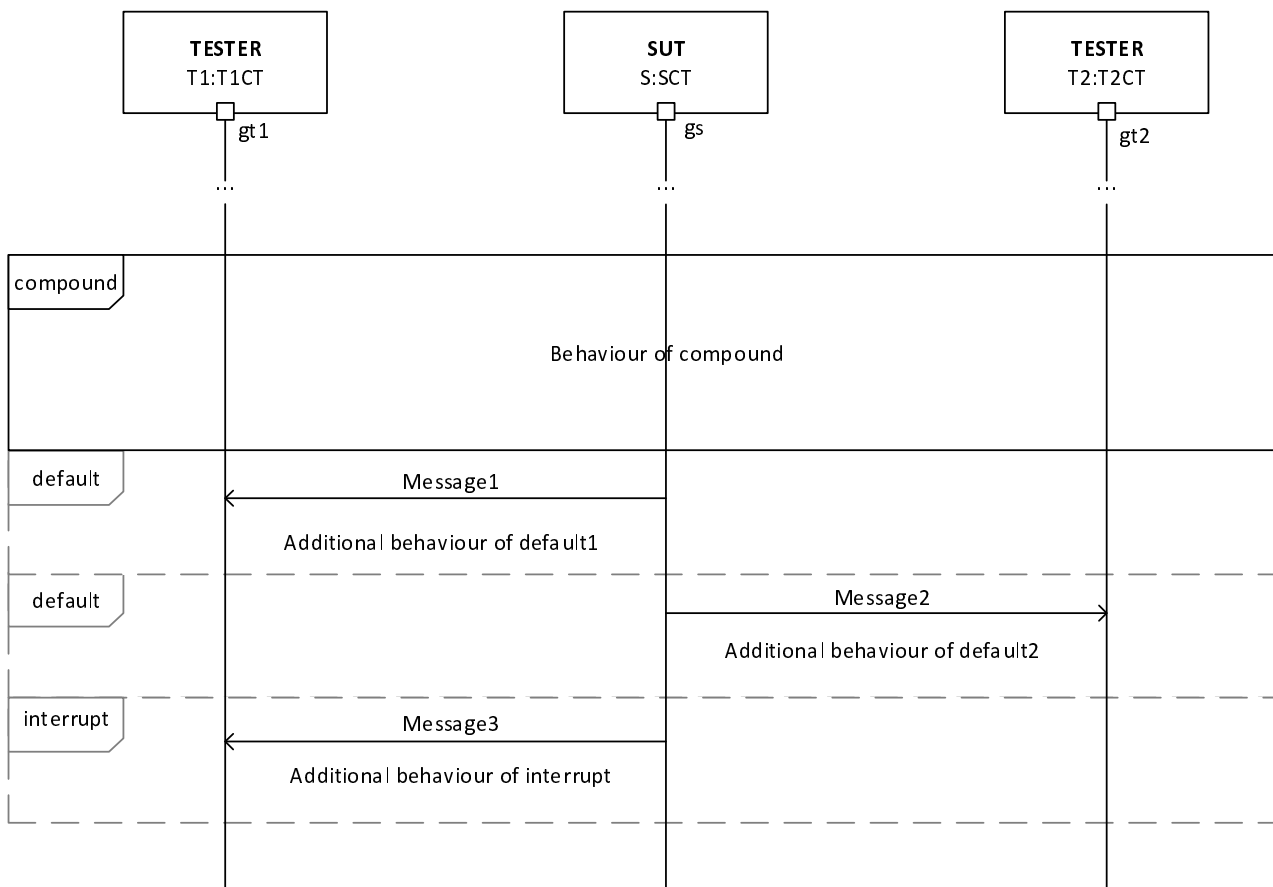 TESTER
T1:T1CT
gt1
SUT
S:SCT
gs
TESTER
T2:T2CT
gt2
...
...
...
compound
Behaviour of compound
default
Message1
Additional behaviour of default1
default
Message2
Additional behaviour of default2
interrupt
Message3
Additional behaviour of interrupt